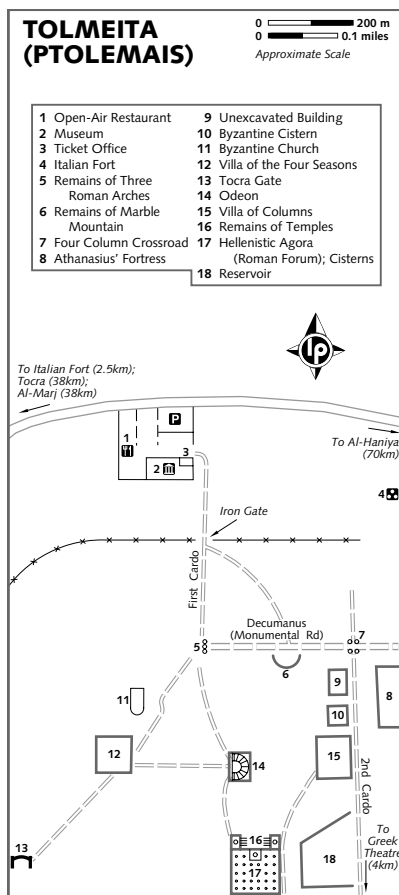 TOLMEITA
(PTOLEMAIS)
0 200 m
0 0.1 miles
Approximate Scale
1 Open-Air Restaurant
2 Museum
3 Ticket Office
4 Italian Fort
5 Remains of Three
Roman Arches
6 Remains of Marble
Mountain
7 Four Column Crossroad
8 Athanasius' Fortress
9 Unexcavated Building
10 Byzantine Cistern
11 Byzantine Church
12 Villa of the Four Seasons
13 Tocra Gate
14 Odeon
15 Villa of Columns
16 Remains of Temples
17 Hellenistic Agora
(Roman Forum); Cisterns
18 Reservoir
lp
To Italian Fort (2.5km);
Tocra (38km);
Al-Marj (38km)
P
1
To Al-Haniya
(70km)
3
2
4
Iron Gate
First Cardo
Decumanus
(Monumental Rd)
7
5
6
9
8
11
10
12
15
14
2nd Cardo
To
Greek
Theatre
(4km)
16
13
18
17